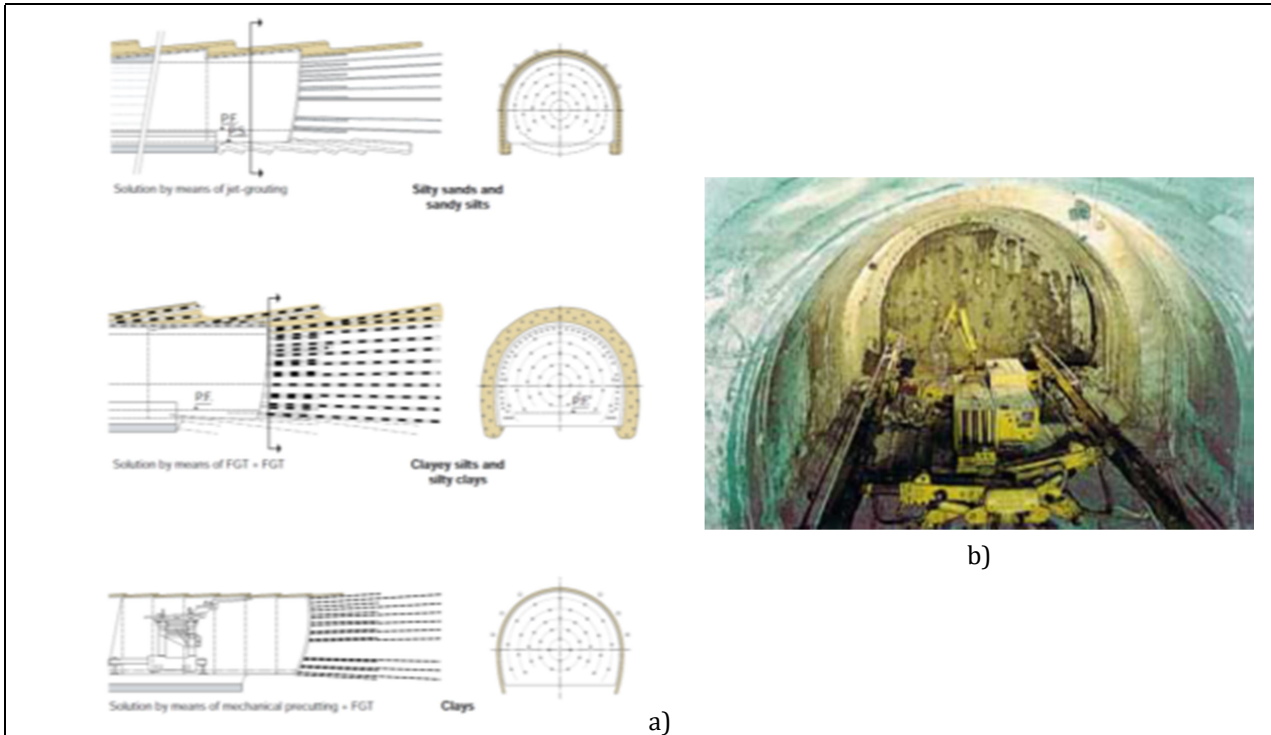 P.F.
Solution by means of jet-grouting
Silty sands and
sandy silts
P.F.
P.F.
Solution by means of FGT + FGT
Clayey silts and
silty clays
b)
Solution by means of mechanical precutting + FGT
Clays
a)